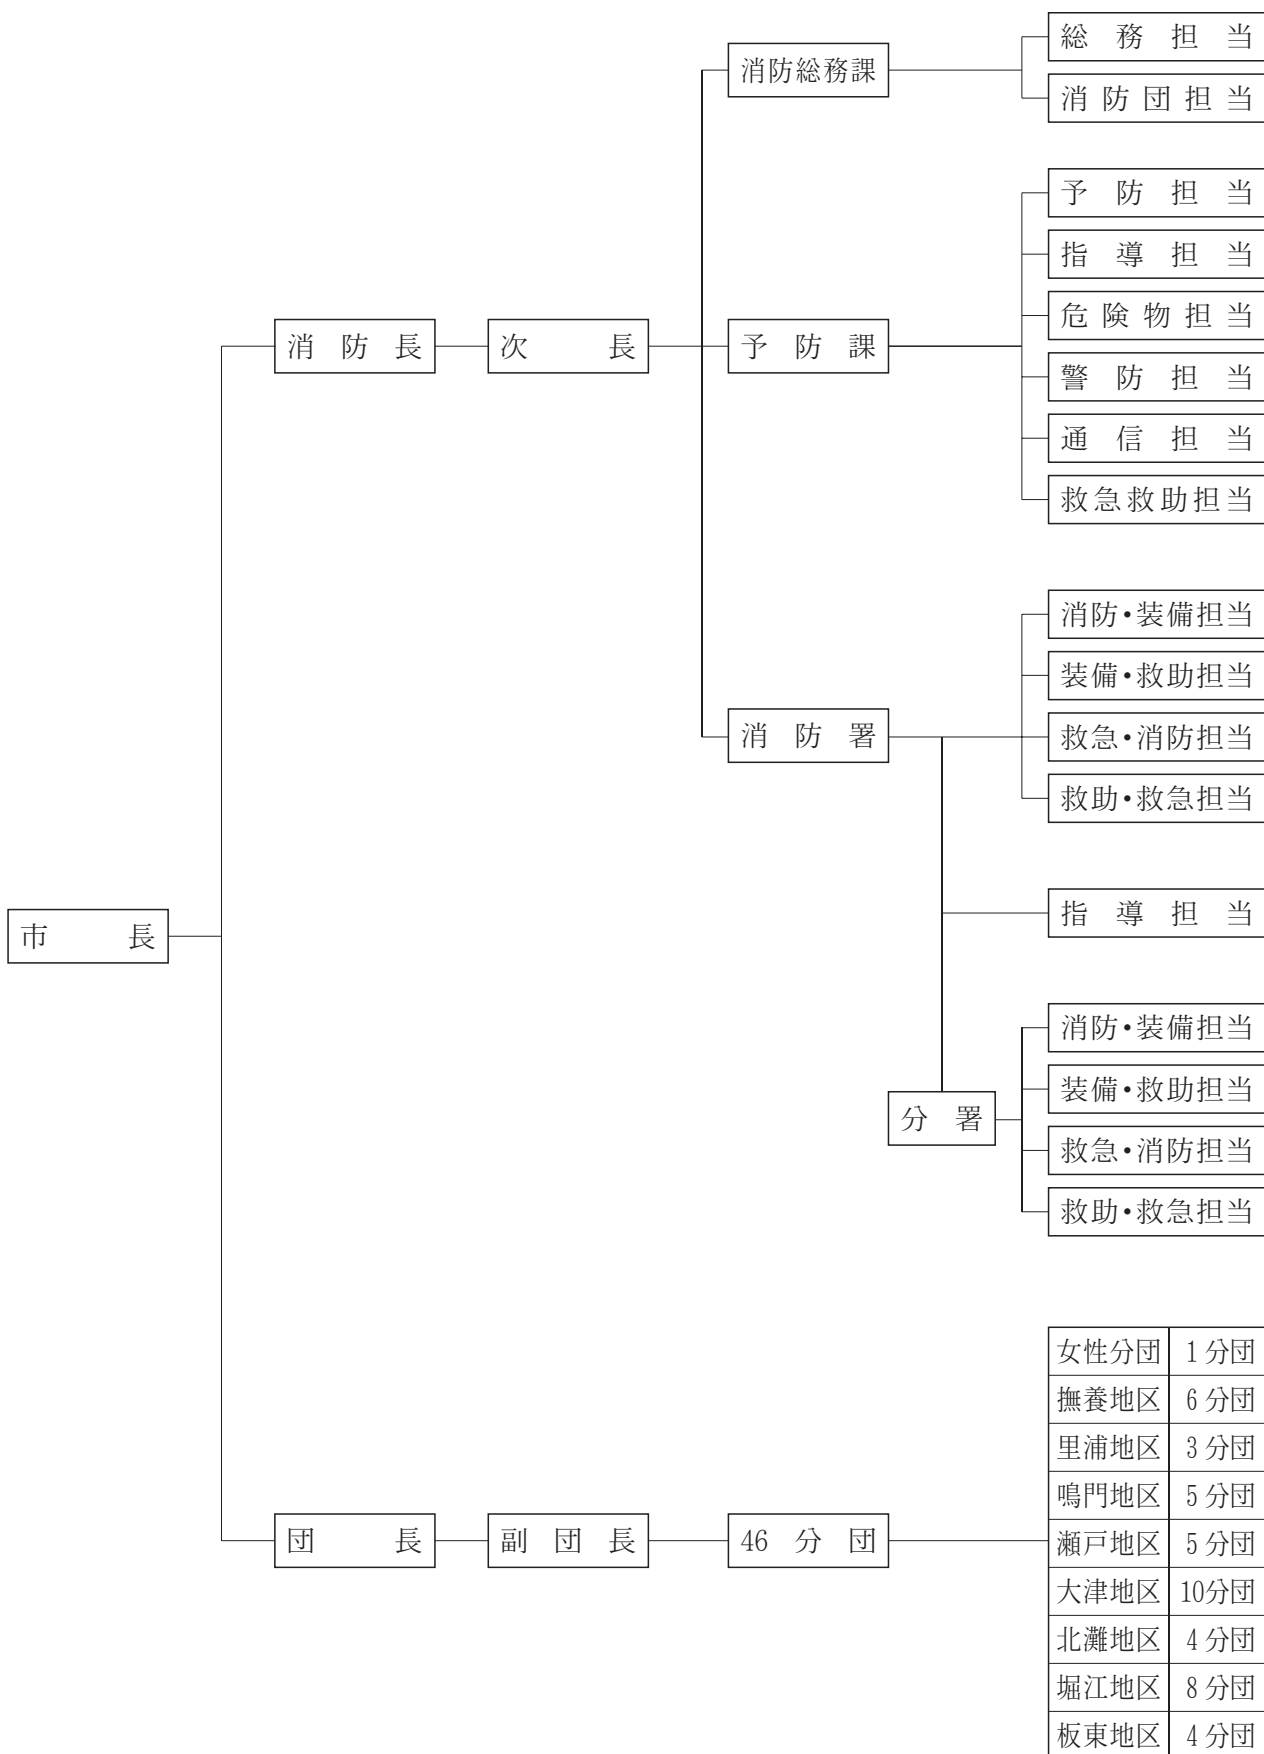 総務担当
消防総務課
消防団担当
予防担当
指導担当
危険物担当
消防長
次長
予防課
警防担当
通信担当
救急救助担当
消防・装備担当
装備・救助担当
消防署
救急・消防担当
救助・救急担当
市長
指導担当
消防・装備担当
装備・救助担当
分署
救急・消防担当
救助・救急担当
女性分団 1分団
撫養地区 6分団
里浦地区 3分団
鳴門地区 5分団
団長
副団長
46分団
瀬戸地区 5分団
大津地区 10分団
北灘地区 4分団
堀江地区 8分団
板東地区 4分団